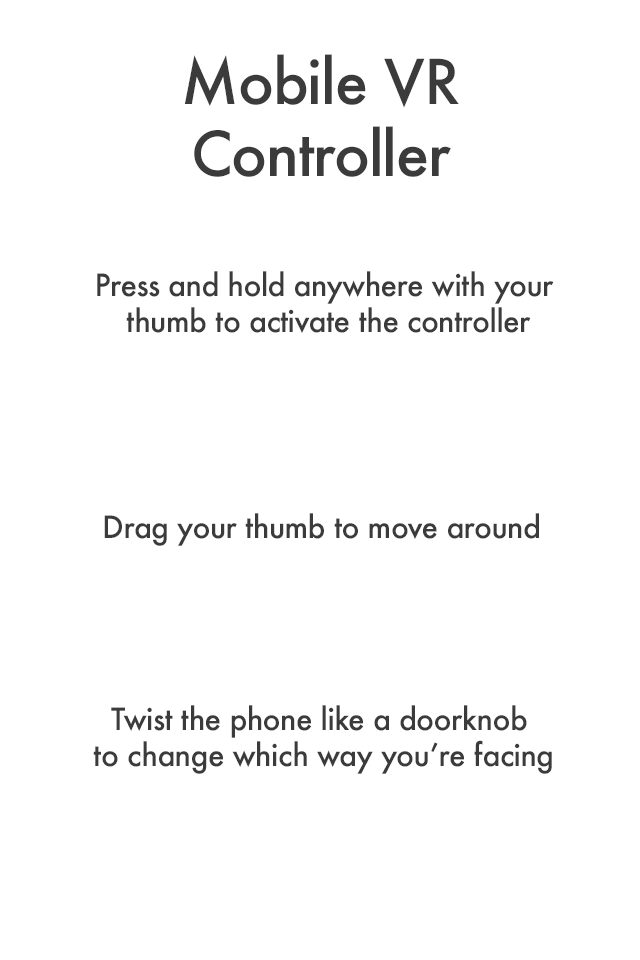 Mobile VR
Controller
Press and hold anywhere with your
thumb to activate the controller
Drag your thumb to move around
Twist the phone like a doorknob
to change which way you’re facing